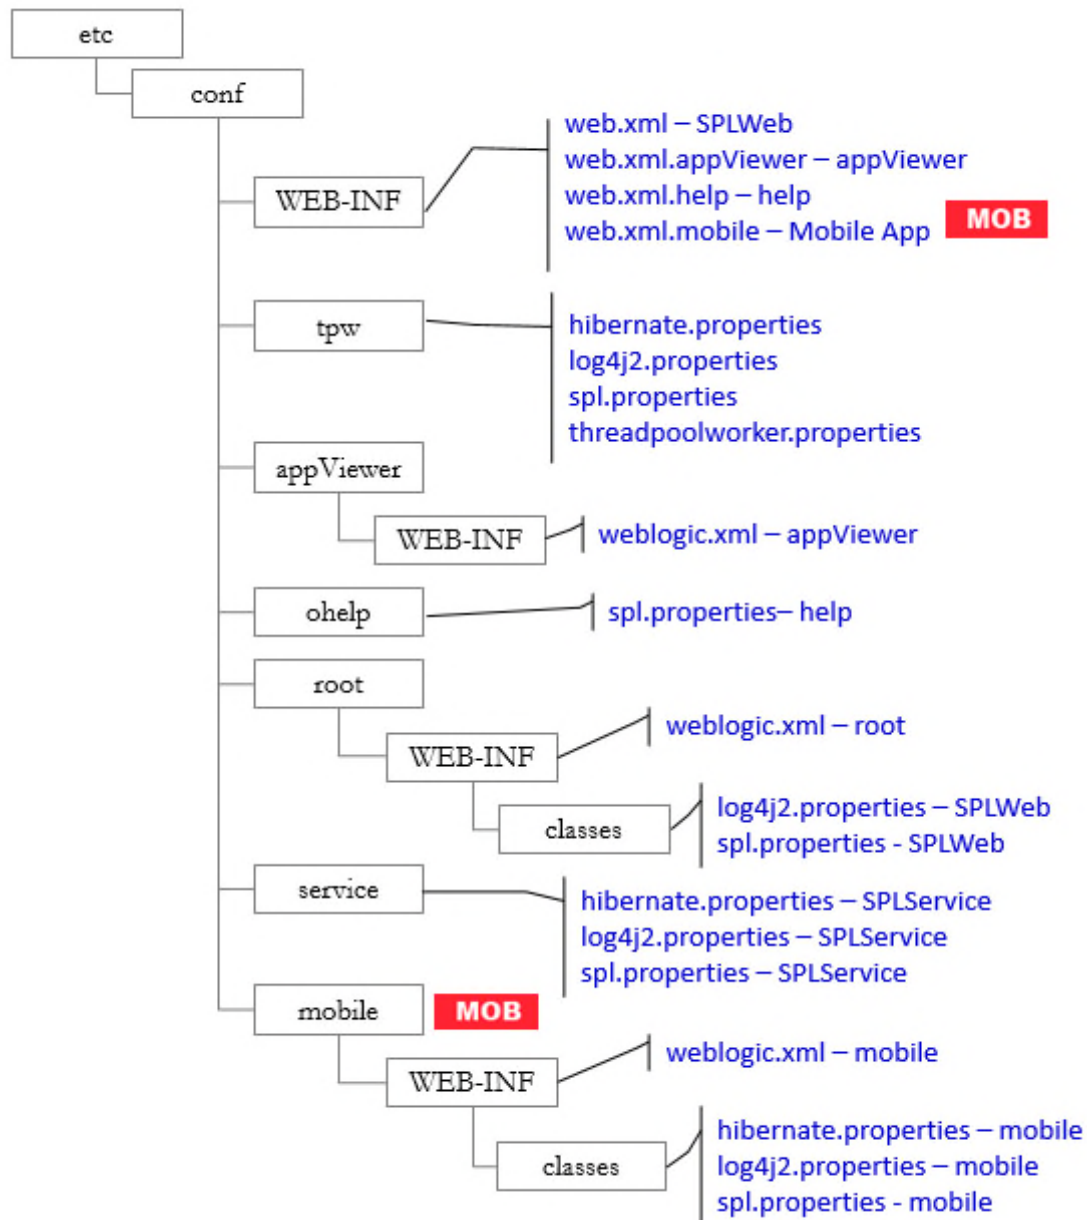 etc
conf
WEB-INF
web.xml – SPLWeb
web.xml.appViewer – appViewer
web.xml.help – help
web.xml.mobile – Mobile App
MOB
tpw
hibernate.properties
log4j2.properties
spl.properties
threadpoolworker.properties
appViewer
WEB-INF
weblogic.xml – appViewer
ohelp
spl.properties– help
root
WEB-INF
weblogic.xml – root
classes
log4j2.properties – SPLWeb
spl.properties - SPLWeb
service
hibernate.properties – SPLService
log4j2.properties – SPLService
spl.properties – SPLService
mobile
MOB
WEB-INF
weblogic.xml – mobile
classes
hibernate.properties – mobile
log4j2.properties – mobile
spl.properties - mobile